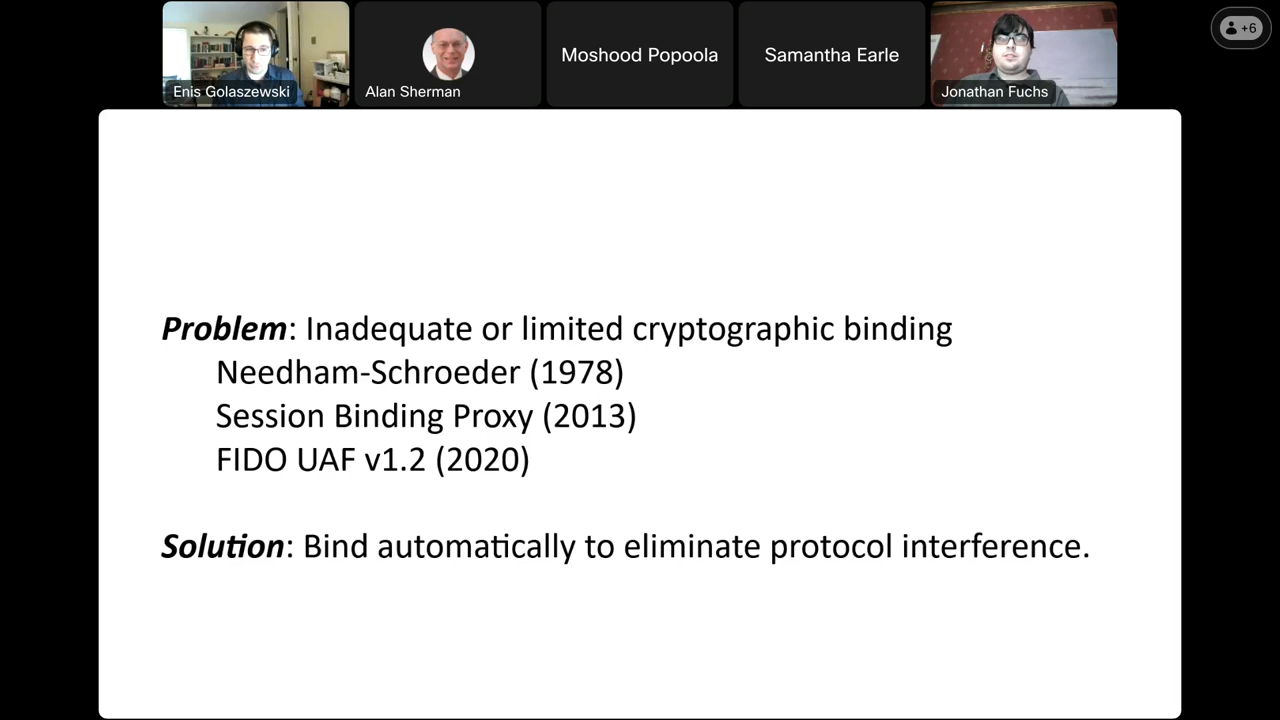 Enis Golaszewski
Alan Sherman
Moshood Popoola
Samantha Earle
Jonathan Fuchs
+6
Problem: Inadequate or limited cryptographic binding
Needham-Schroeder (1978)
Session Binding Proxy (2013)
FIDO UAF v1.2 (2020)
Solution: Bind automatically to eliminate protocol interference.